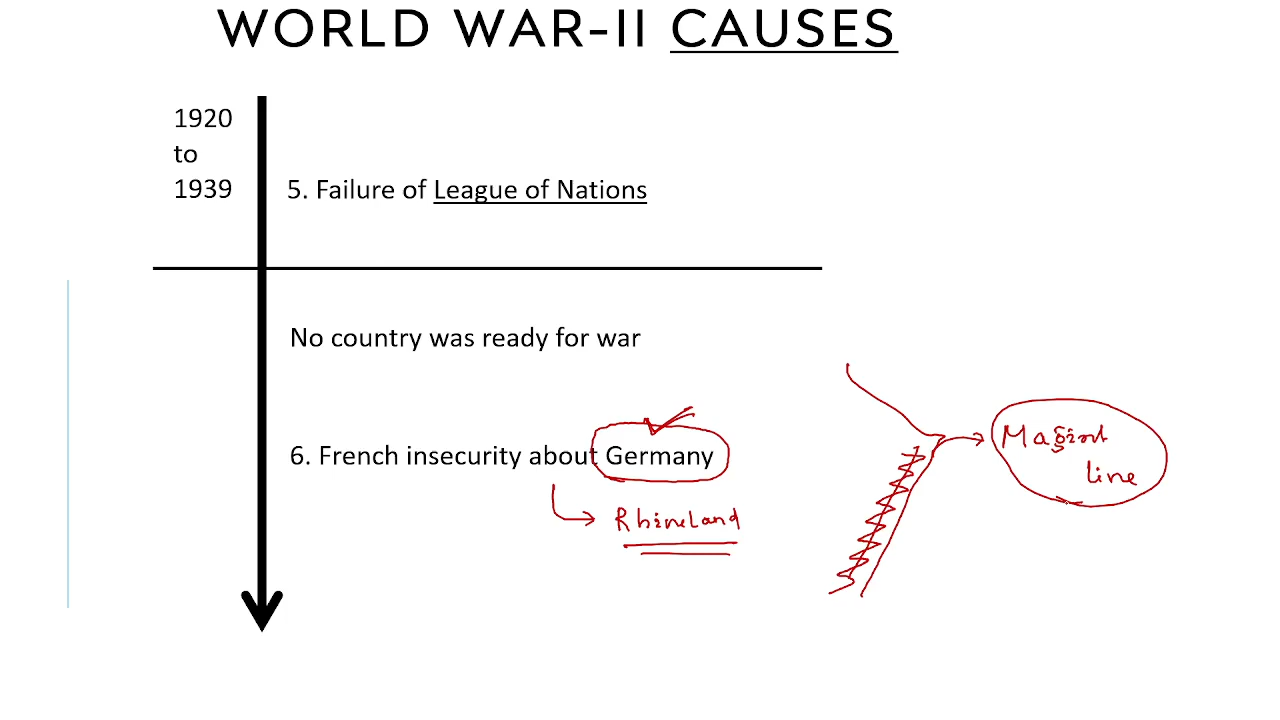 WORLD WAR-II CAUSES
1920
to
1939
5. Failure of League of Nations
No country was ready for war
6. French insecurity about Germany
Rhineland
Maginot
line